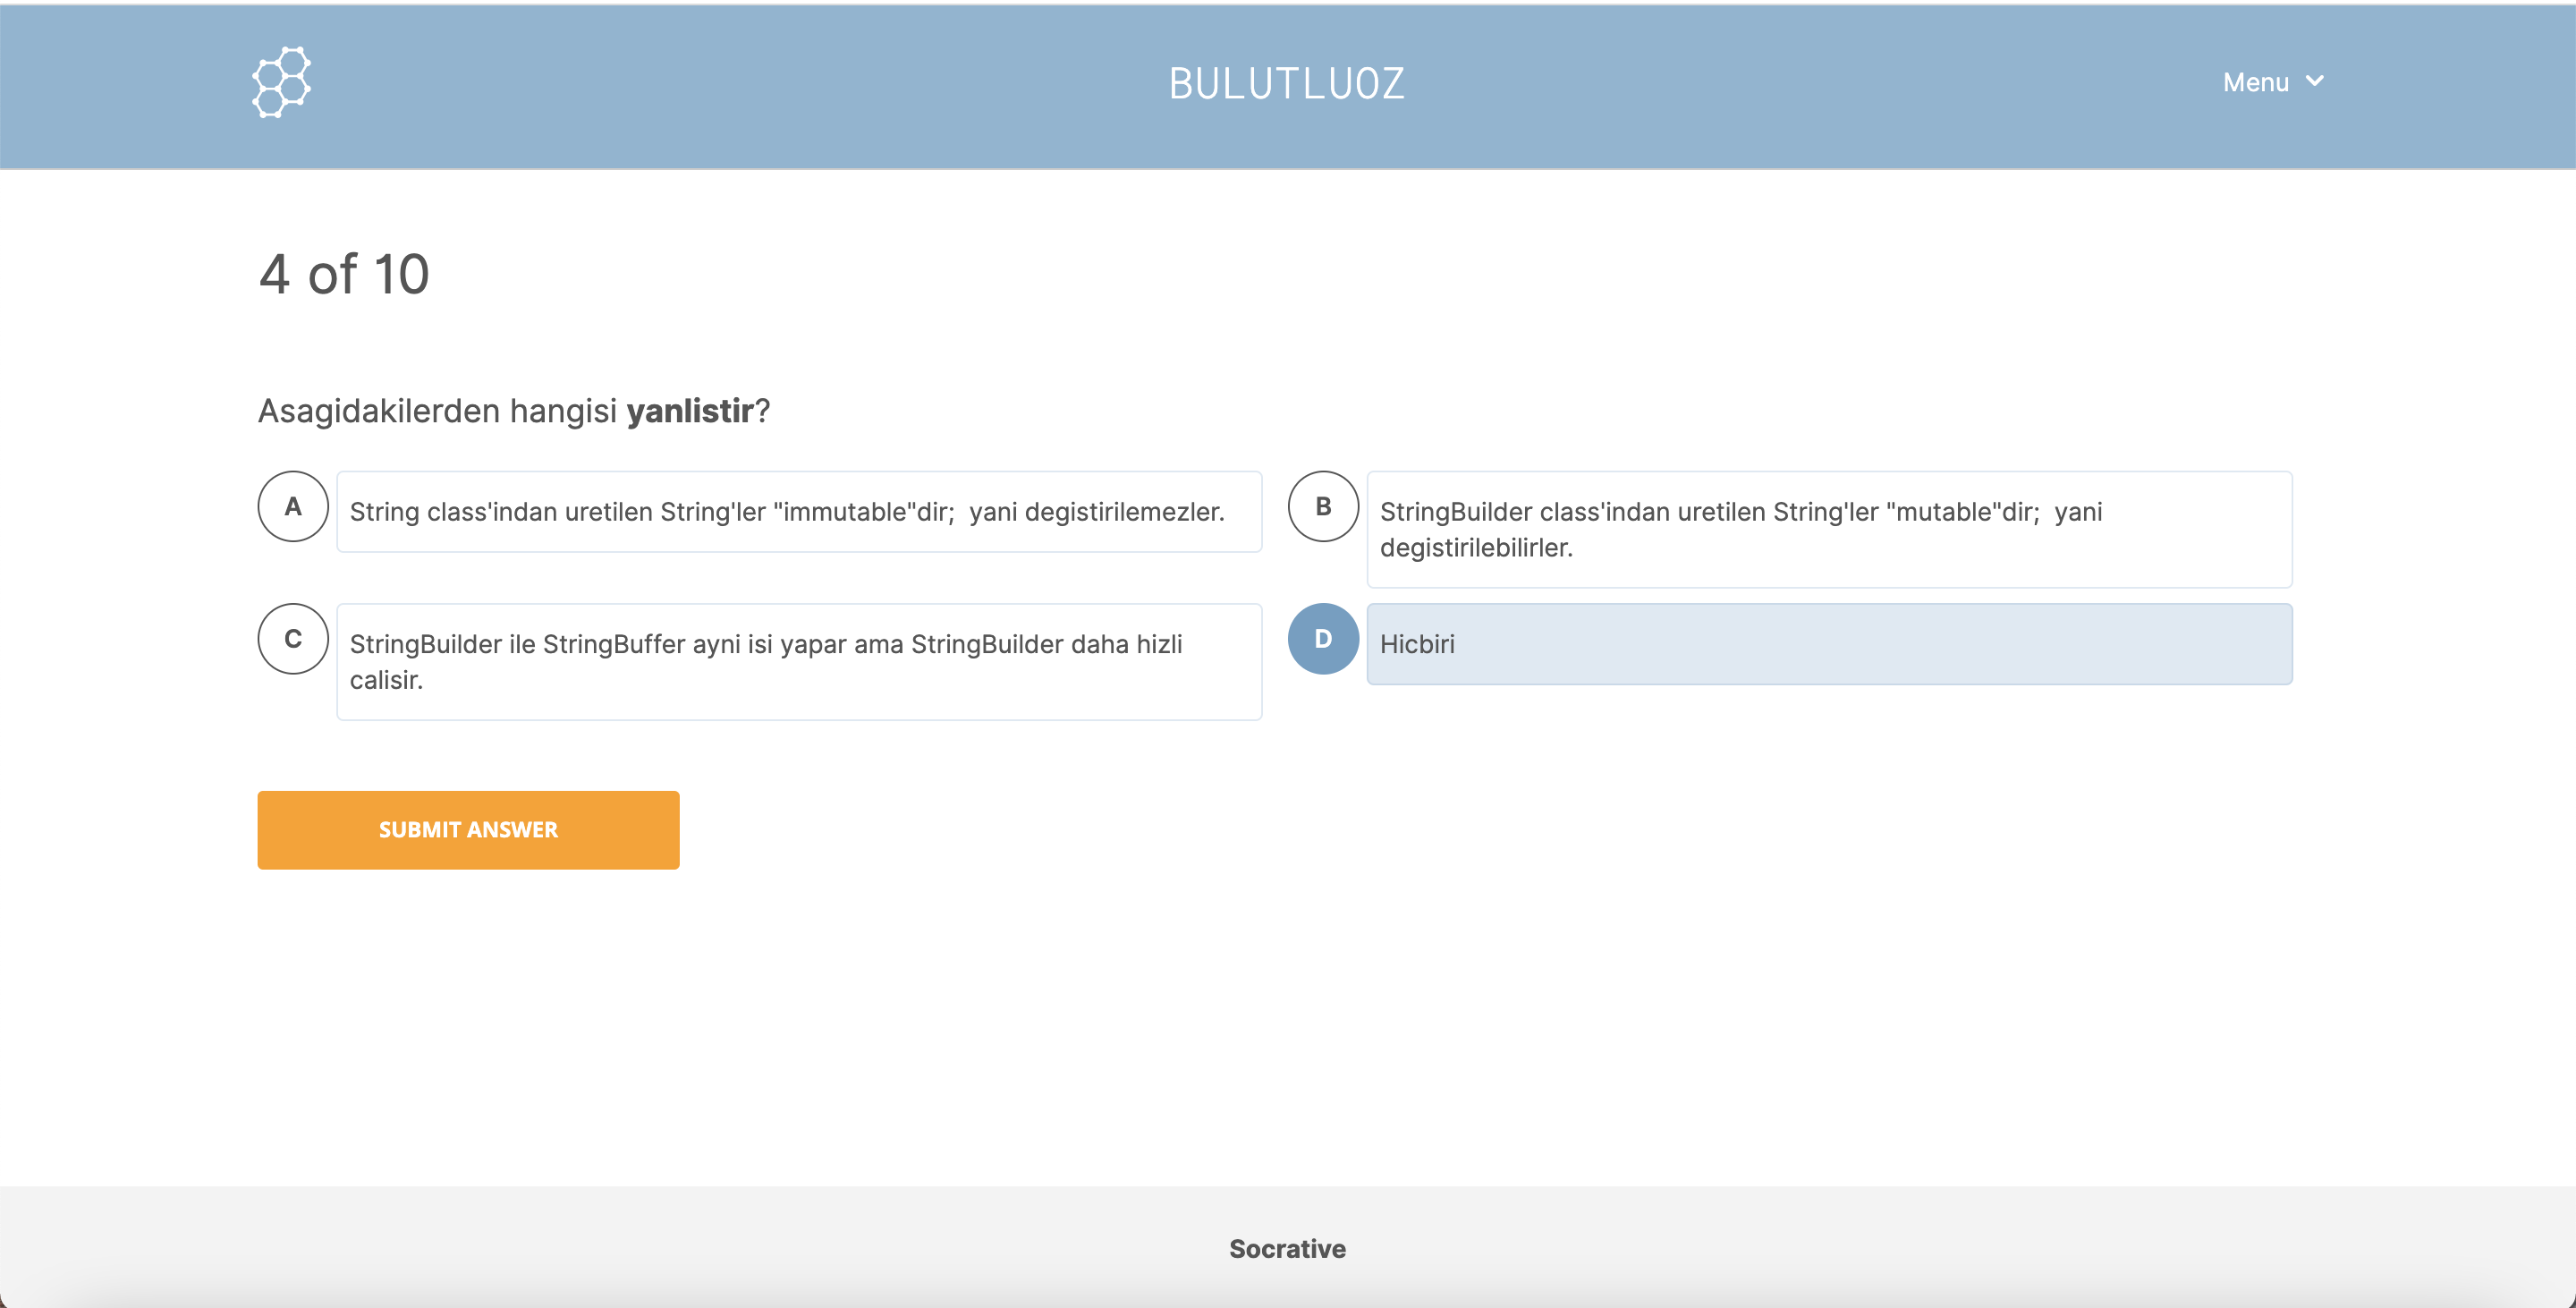 BULUTLUOZ
Menu
4 of 10
Asagidakilerden hangisi yanlistir?
A
String class'indan uretilen String'ler "immutable"dir;  yani degistirilemezler.
B
StringBuilder class'indan uretilen String'ler "mutable"dir;  yani
degistirilebilirler.
C
StringBuilder ile StringBuffer ayni isi yapar ama StringBuilder daha hizli
calisir.
D
Hicbiri
SUBMIT ANSWER
Socrative